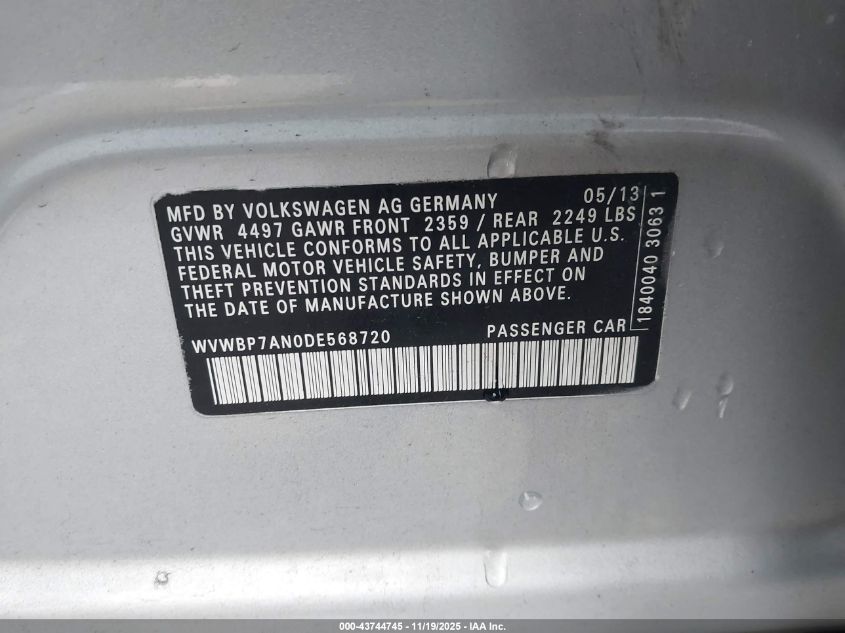 MFD BY VOLKSWAGEN AG GERMANY 05/13
GVWR 4497 GAWR FRONT 2359 / REAR 2249 LBS
THIS VEHICLE CONFORMS TO ALL APPLICABLE U.S.
FEDERAL MOTOR VEHICLE SAFETY, BUMPER AND
THEFT PREVENTION STANDARDS IN EFFECT ON
THE DATE OF MANUFACTURE SHOWN ABOVE.
WVWBP7AN0DE568720 PASSENGER CAR
1840040 3063 1
000-43744745 - 11/19/2025 - IAA Inc.